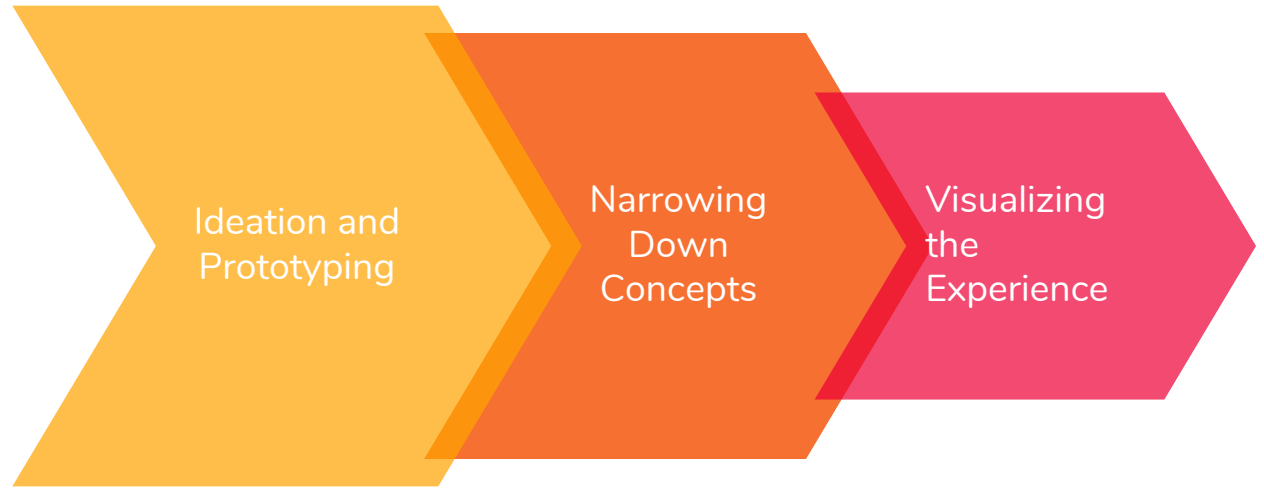 Ideation and
Prototyping
Narrowing
Down
Concepts
Visualizing
the
Experience